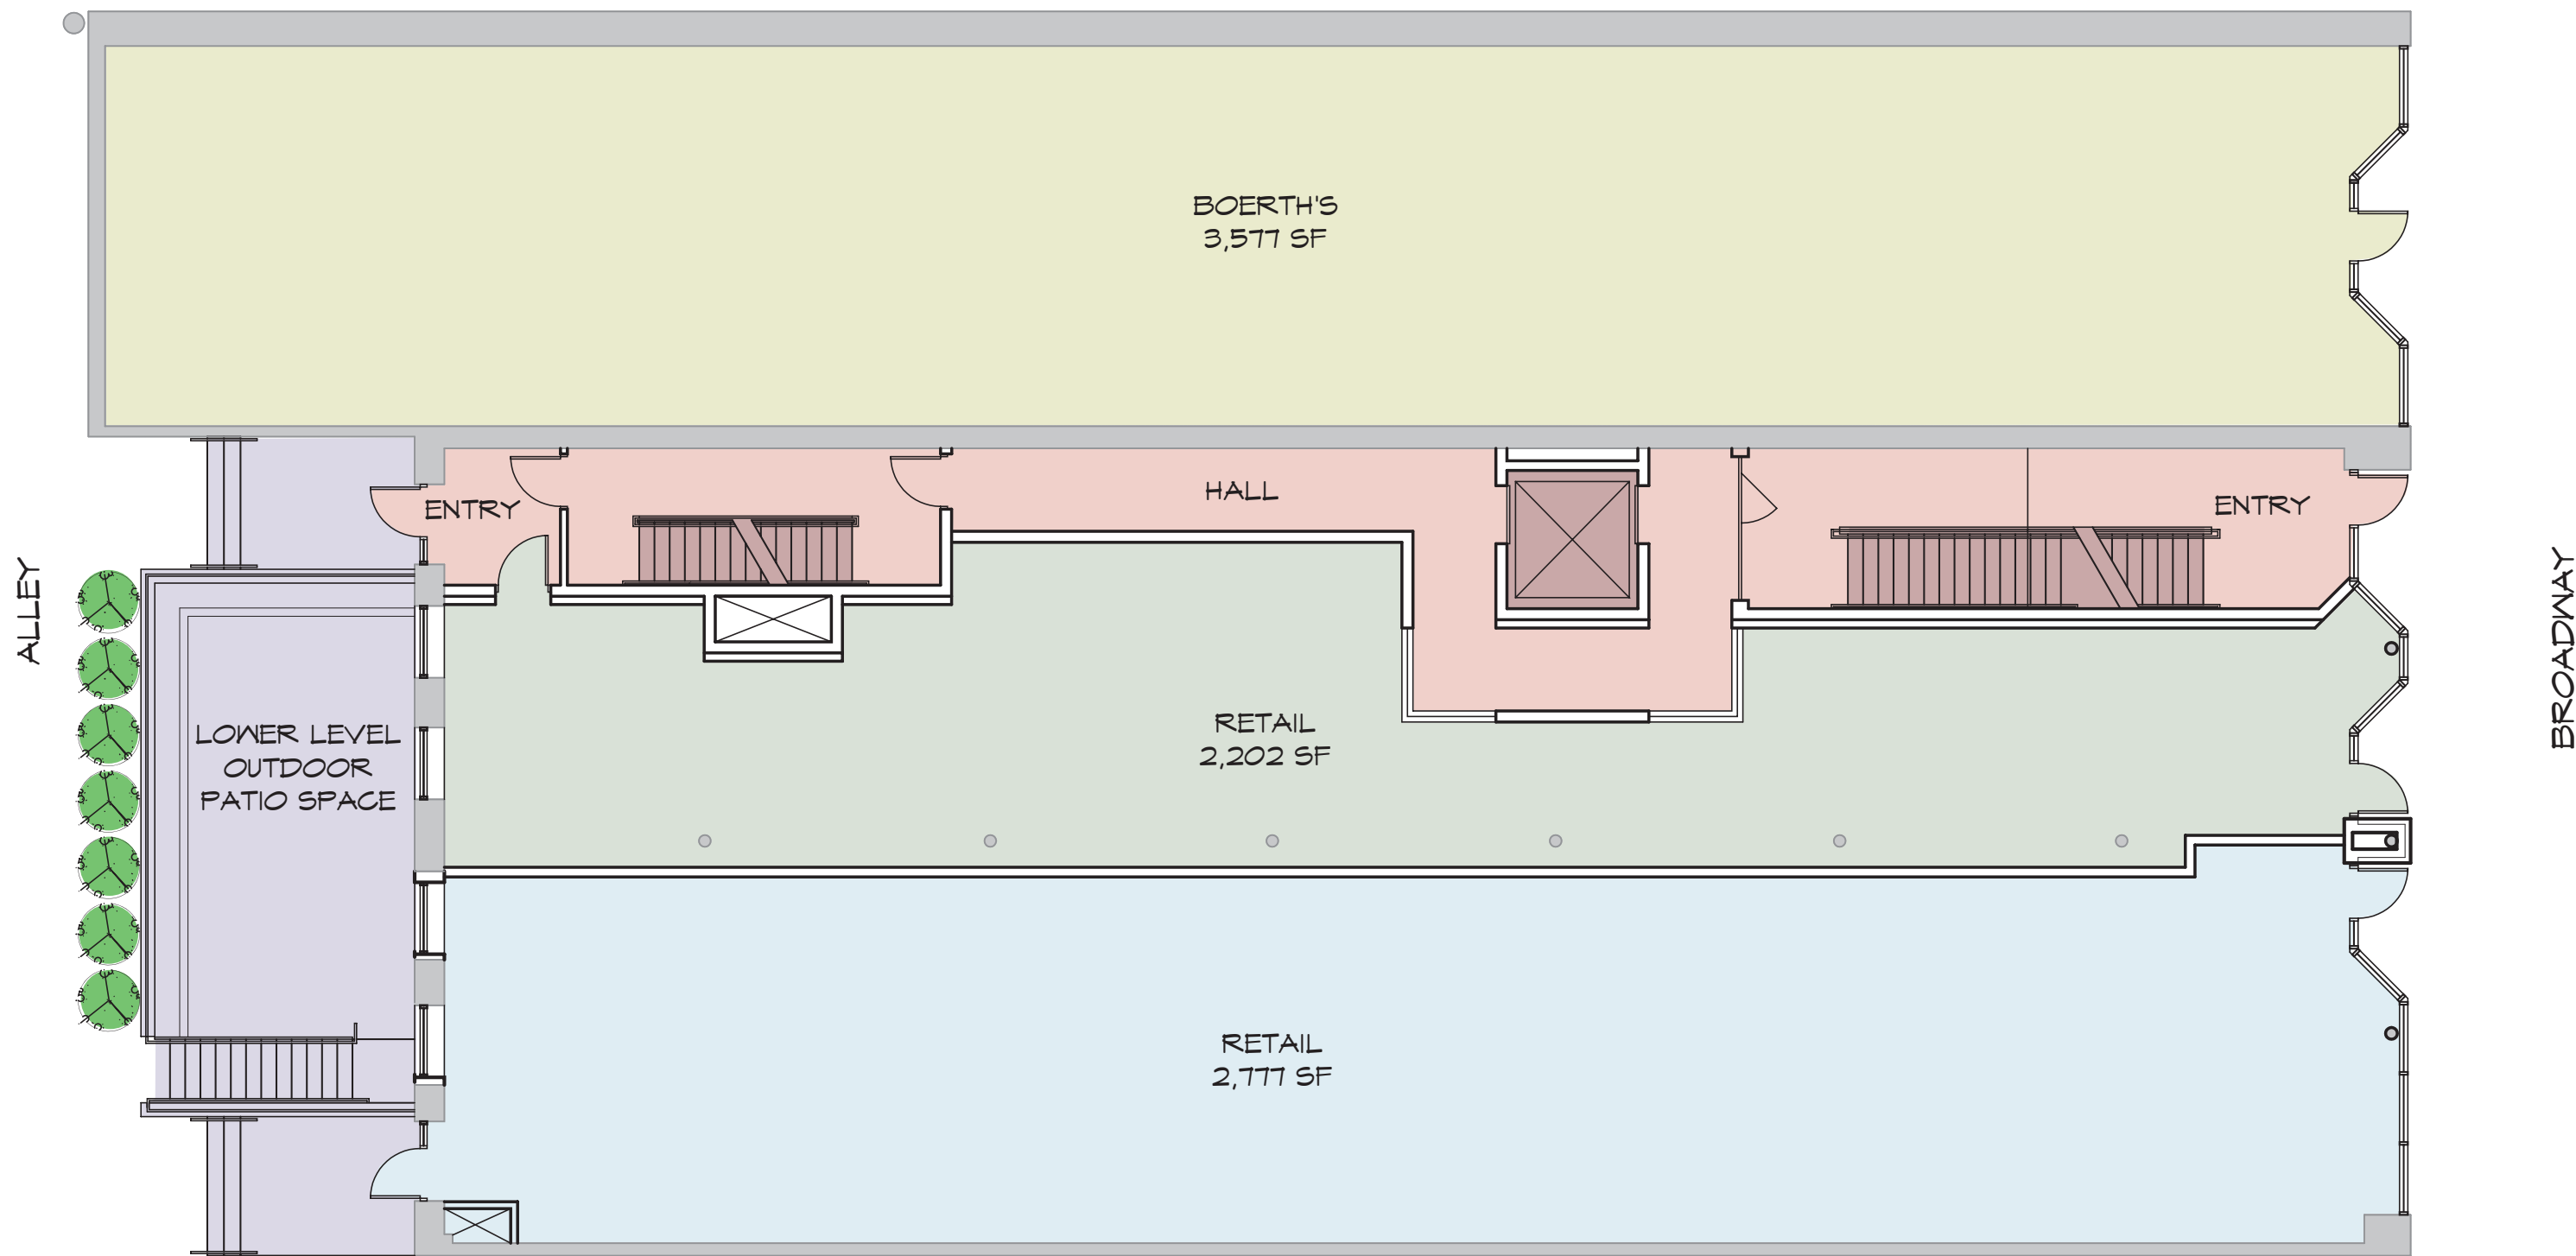 BOERTH'S
3,577 SF
ENTRY
HALL
ENTRY
ALLEY
BROADWAY
LOWER LEVEL
OUTDOOR
PATIO SPACE
RETAIL
2,202 SF
RETAIL
2,777 SF